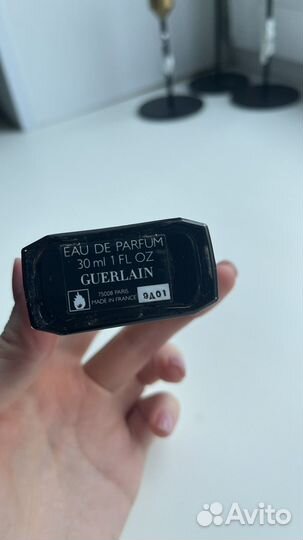 EAU DE PARFUM
30 ml 1 FL OZ
GUERLAIN
75008 PARIS
MADE IN FRANCE
9A01
Avito